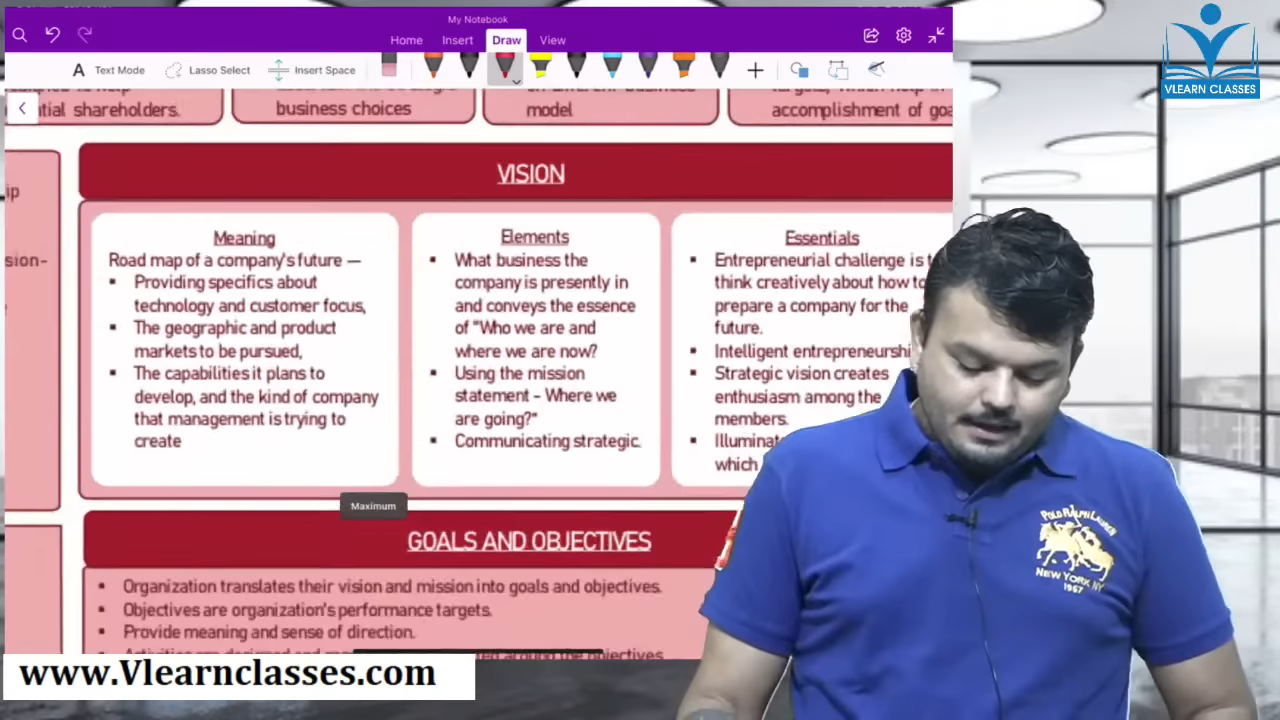 My Notebook
Home Insert Draw View
A Text Mode Lasso Select Insert Space
VLEARN CLASSES
shareholders.
business choices
model
accomplishment of
VISION
Meaning
Road map of a company's future —
▪ Providing specifics about
technology and customer focus,
▪ The geographic and product
markets to be pursued,
▪ The capabilities it plans to
develop, and the kind of company
that management is trying to
create
Elements
▪ What business the
company is presently in
and conveys the essence
of "Who we are and
where we are now?
▪ Using the mission
statement - Where we
are going?"
▪ Communicating strategic.
Essentials
▪ Entrepreneurial challenge is
think creatively about how to
prepare a company for the
future.
▪ Intelligent
▪ Strategic vision creates
enthusiasm among the
members.
▪
which
Maximum
GOALS AND OBJECTIVES
▪ Organization translates their vision and mission into goals and objectives.
▪ Objectives are organization's performance targets.
▪ Provide meaning and sense of direction.
www.Vlearnclasses.com
POLO RALPH LAUREN
NEW YORK NY
1967